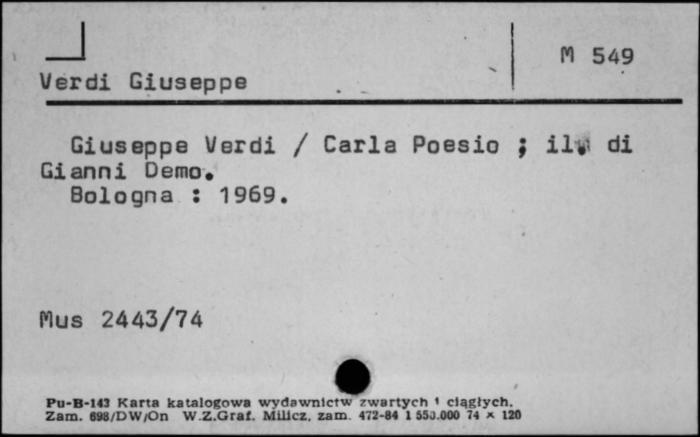 M 549
Verdi Giuseppe
Giuseppe Verdi / Carla Poesio ; il. di
Gianni Demo.
Bologna : 1969.
Mus 2443/74
Pu-B-143 Karta katalogowa wydawnictw zwartych i ciągłych.
Zam. 698/DW/On W.Z.Graf. Milicz, zam. 472-84 1 550.000 74 × 120